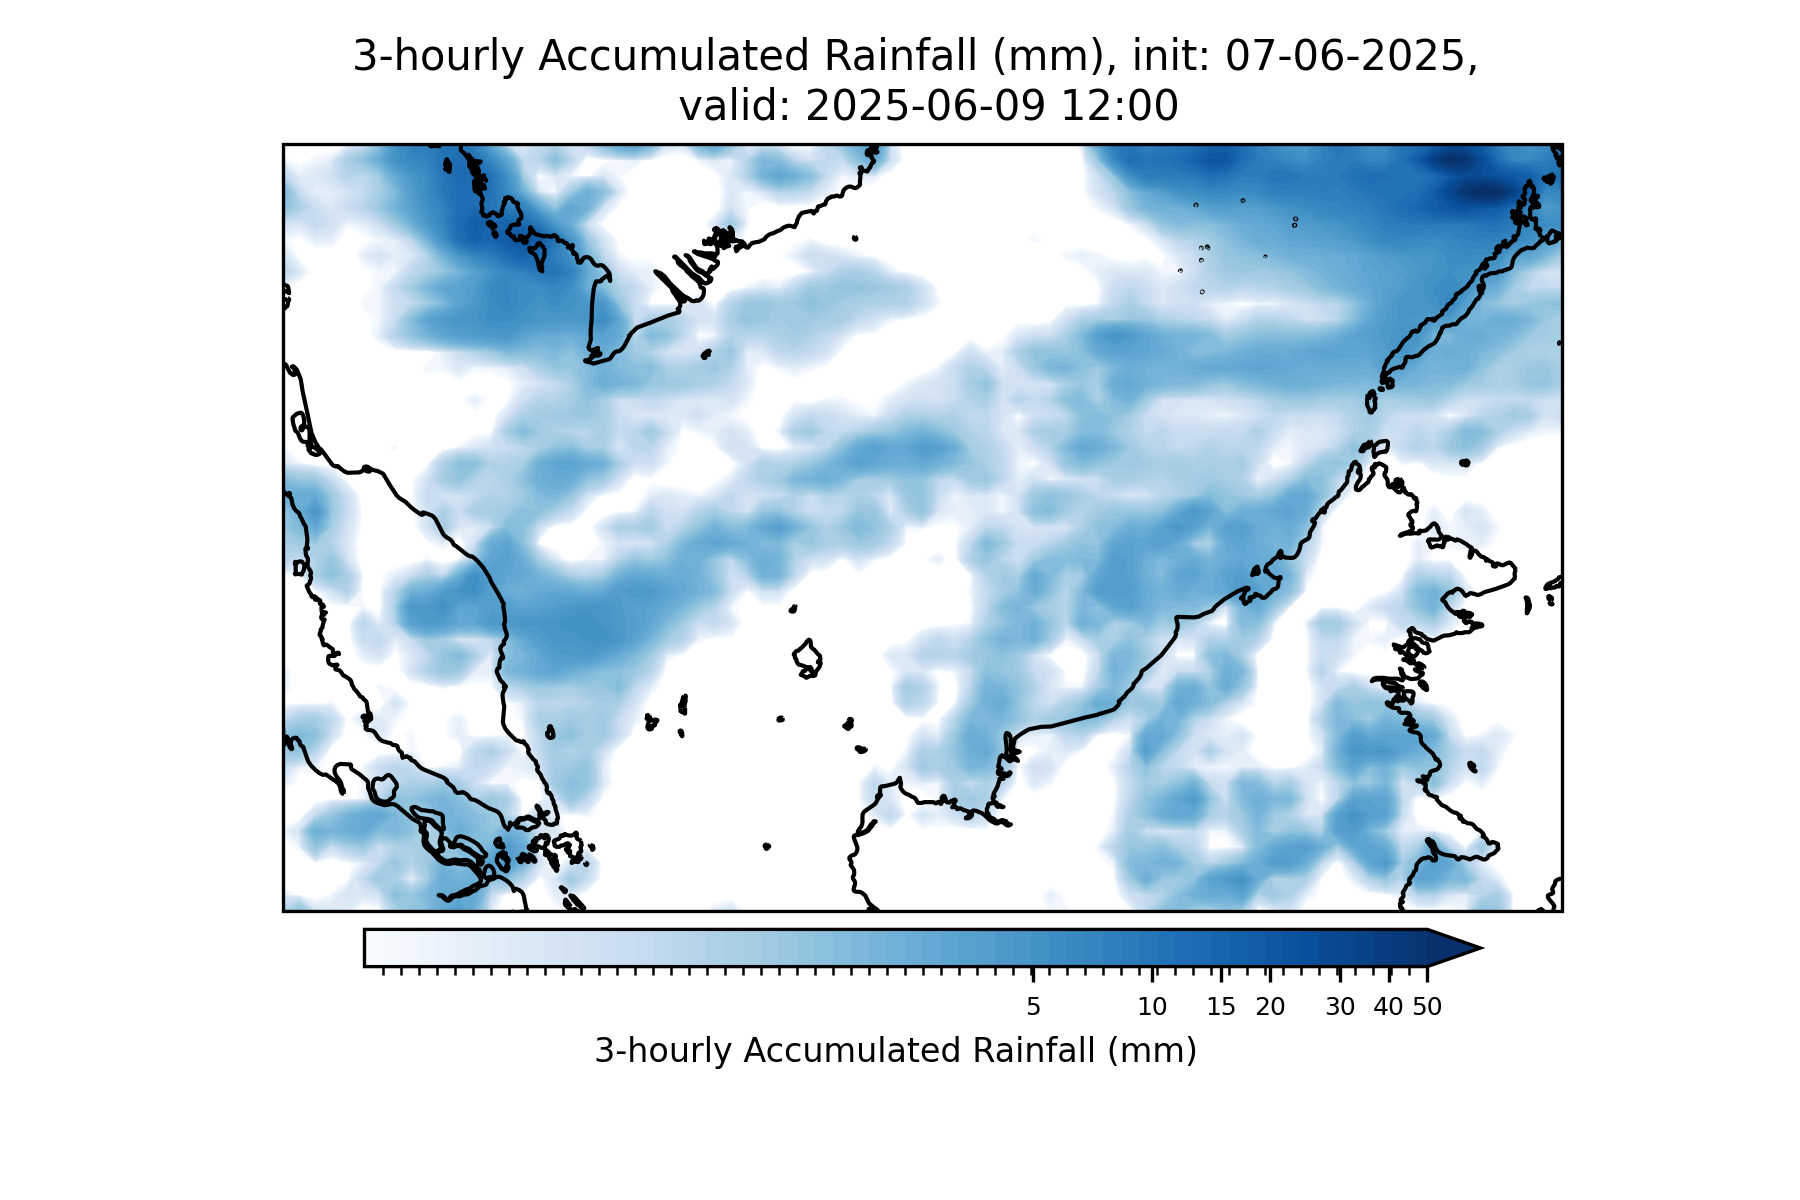 3-hourly Accumulated Rainfall (mm), init: 07-06-2025,
valid: 2025-06-09 12:00
5 10 15 20 30 40 50
3-hourly Accumulated Rainfall (mm)